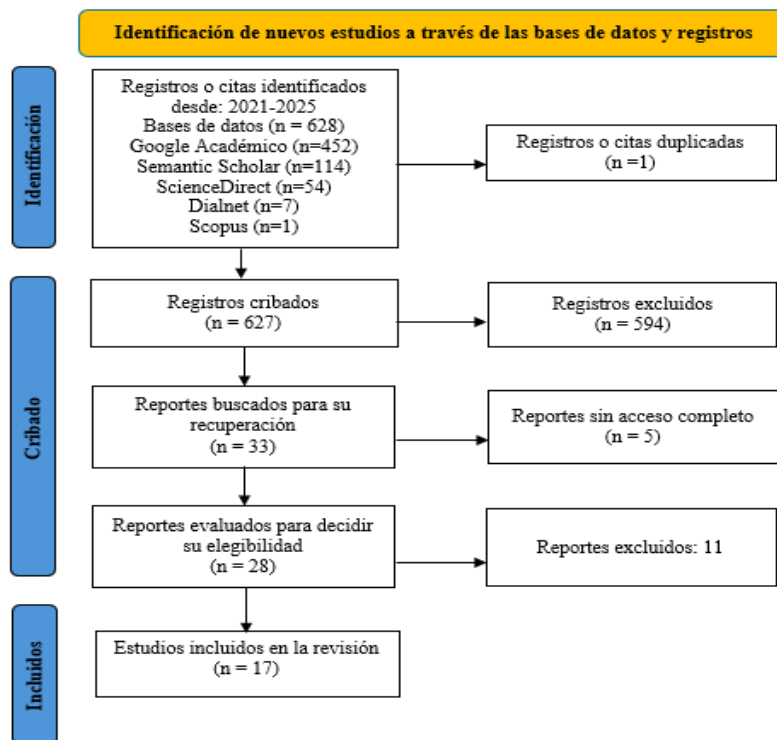 Identificación de nuevos estudios a través de las bases de datos y registros
Identificación
Registros o citas identificados
desde: 2021-2025
Bases de datos (n = 628)
Google Académico (n=452)
Semantic Scholar (n=114)
ScienceDirect (n=54)
Dialnet (n=7)
Scopus (n=1)
Registros o citas duplicadas
(n =1)
Cribado
Registros cribados
(n = 627)
Registros excluidos
(n = 594)
Reportes buscados para su
recuperación
(n = 33)
Reportes sin acceso completo
(n = 5)
Reportes evaluados para decidir
su elegibilidad
(n = 28)
Reportes excluidos: 11
Incluidos
Estudios incluidos en la revisión
(n = 17)